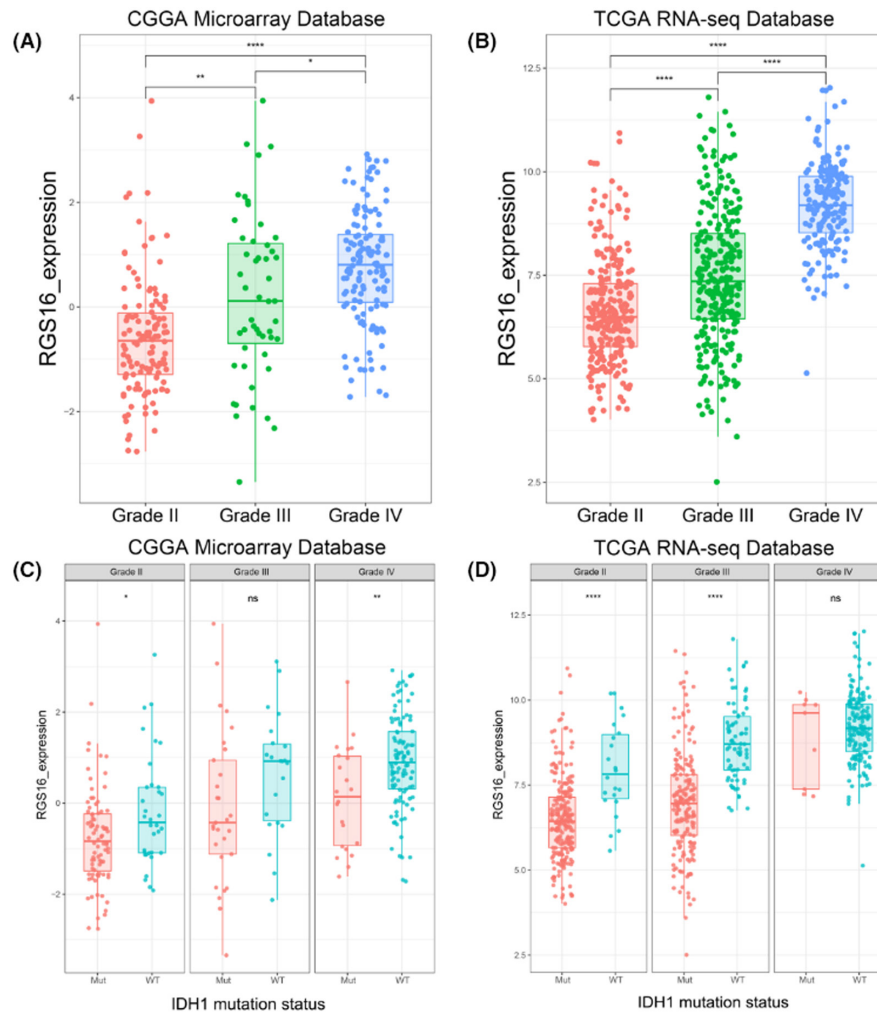 (A)
CGGA Microarray Database
****
**
*
RGS16_expression
4
2
0
−2
Grade II
Grade III
Grade IV
(B)
TCGA RNA-seq Database
****
****
****
RGS16_expression
12.5
10.0
7.5
5.0
2.5
Grade II
Grade III
Grade IV
(C)
CGGA Microarray Database
Grade II
Grade III
Grade IV
*
ns
**
RGS16_expression
4
2
0
−2
Mut
WT
Mut
WT
Mut
WT
IDH1 mutation status
(D)
TCGA RNA-seq Database
Grade II
Grade III
Grade IV
****
****
ns
RGS16_expression
12.5
10.0
7.5
5.0
2.5
Mut
WT
Mut
WT
Mut
WT
IDH1 mutation status